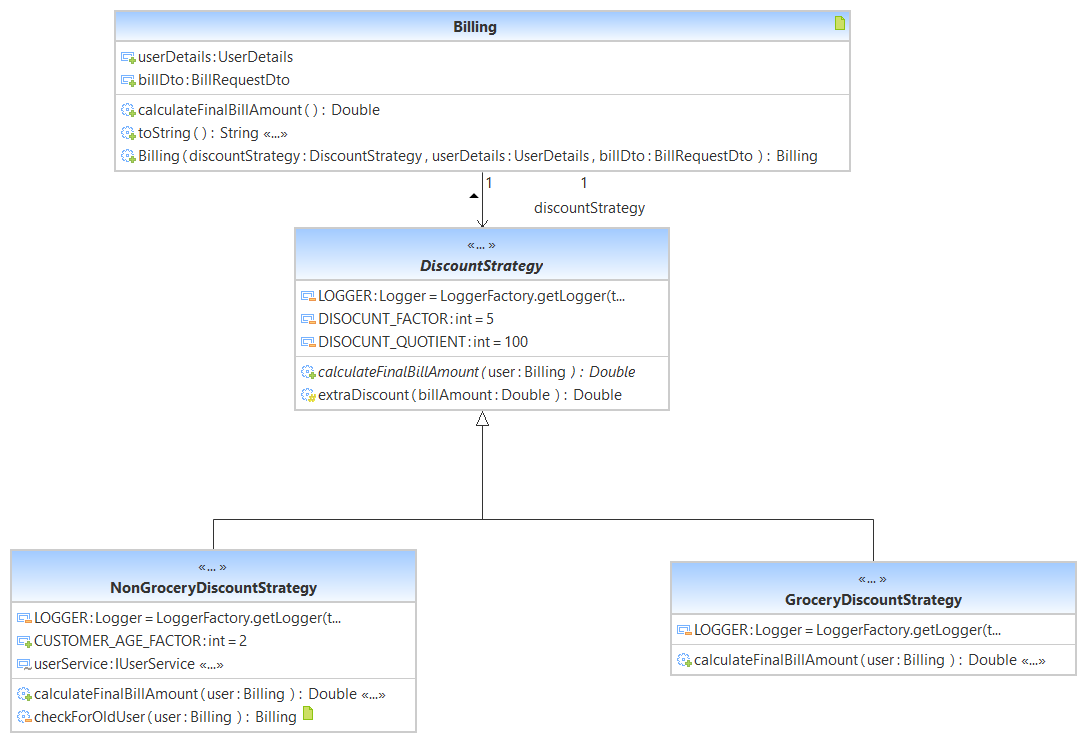 Billing
userDetails:UserDetails
billDto:BillRequestDto
calculateFinalBillAmount ( ) : Double
toString ( ) : String «...»
Billing ( discountStrategy:DiscountStrategy , userDetails:UserDetails , billDto:BillRequestDto ) : Billing
1 1
discountStrategy
«... »
DiscountStrategy
LOGGER:Logger = LoggerFactory.getLogger(t...
DISOCUNT_FACTOR:int = 5
DISOCUNT_QUOTIENT:int = 100
calculateFinalBillAmount ( user:Billing ) : Double
extraDiscount ( billAmount:Double ) : Double
«... »
NonGroceryDiscountStrategy
LOGGER:Logger = LoggerFactory.getLogger(t...
CUSTOMER_AGE_FACTOR:int = 2
userService:IUserService «...»
calculateFinalBillAmount ( user:Billing ) : Double «...»
checkForOldUser ( user:Billing ) : Billing
«... »
GroceryDiscountStrategy
LOGGER:Logger = LoggerFactory.getLogger(t...
calculateFinalBillAmount ( user:Billing ) : Double «...»